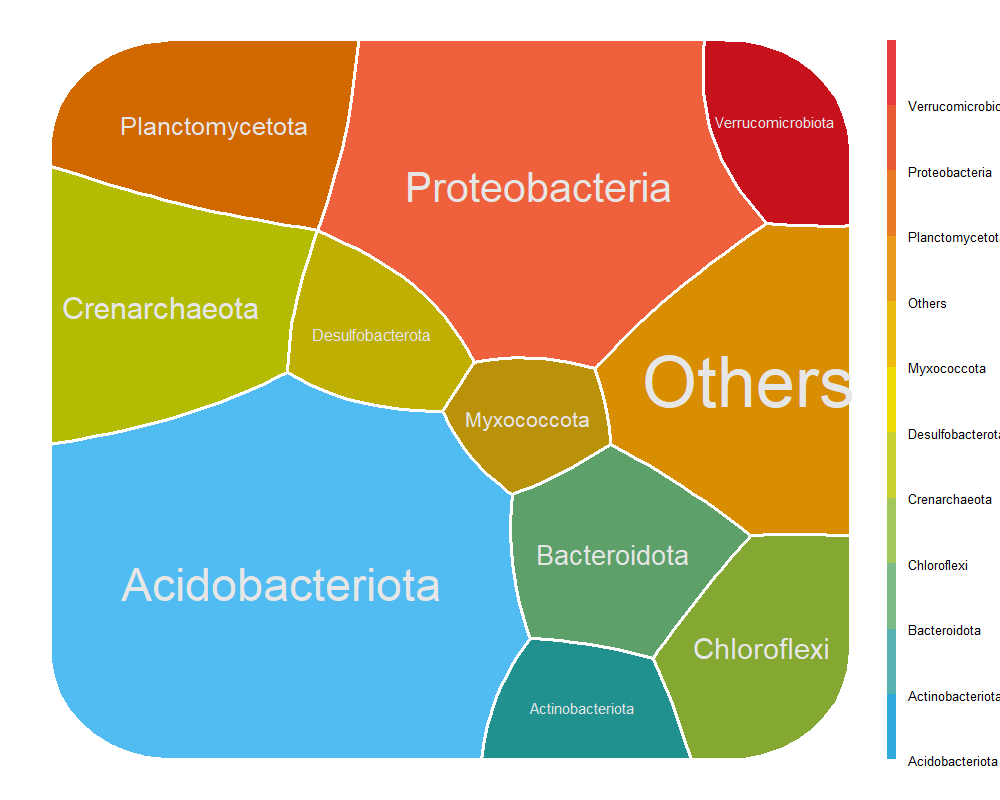 Planctomycetota
Proteobacteria
Verrucomicrobiota
Crenarchaeota
Desulfobacterota
Others
Myxococcota
Bacteroidota
Acidobacteriota
Chloroflexi
Actinobacteriota
Verrucomicrobio
Proteobacteria
Planctomycetota
Others
Myxococcota
Desulfobacterota
Crenarchaeota
Chloroflexi
Bacteroidota
Actinobacteriota
Acidobacteriota